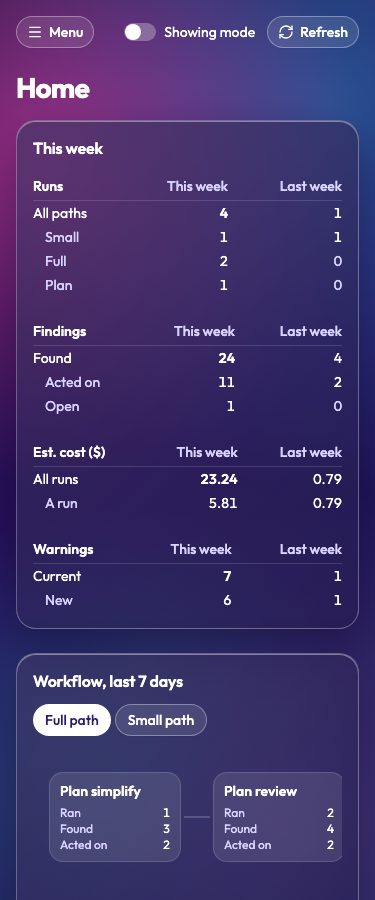 Menu
Showing mode
Refresh
Home
This week
Runs This week Last week
All paths 4 1
Small 1 1
Full 2 0
Plan 1 0
Findings This week Last week
Found 24 4
Acted on 11 2
Open 1 0
Est. cost ($) This week Last week
All runs 23.24 0.79
A run 5.81 0.79
Warnings This week Last week
Current 7 1
New 6 1
Workflow, last 7 days
Full path Small path
Plan simplify
Ran 1
Found 3
Acted on 2
Plan review
Ran 2
Found 4
Acted on 2